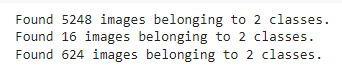 Found 5248 images belonging to 2 classes.
Found 16 images belonging to 2 classes.
Found 624 images belonging to 2 classes.